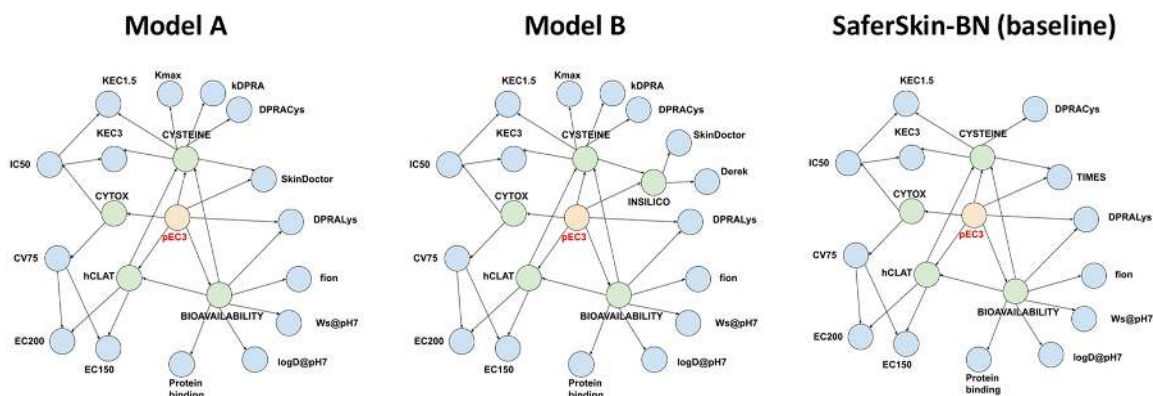 Model A
Kmax
KEC1.5
kDPRA
DPRACys
KEC3
CYSTEINE
IC50
SkinDoctor
CYTOX
DPRALys
pEC3
CV75
hCLAT
fion
BIOAVAILABILITY
Ws@pH7
EC200
EC150
logD@pH7
Protein
binding
Model B
Kmax
KEC1.5
kDPRA
DPRACys
KEC3
CYSTEINE
SkinDoctor
IC50
Derek
INSILICO
CYTOX
DPRALys
pEC3
CV75
hCLAT
fion
BIOAVAILABILITY
Ws@pH7
EC200
EC150
logD@pH7
Protein
binding
SaferSkin-BN (baseline)
KEC1.5
DPRACys
KEC3
CYSTEINE
IC50
TIMES
CYTOX
DPRALys
pEC3
CV75
hCLAT
fion
BIOAVAILABILITY
Ws@pH7
EC200
EC150
logD@pH7
Protein
binding